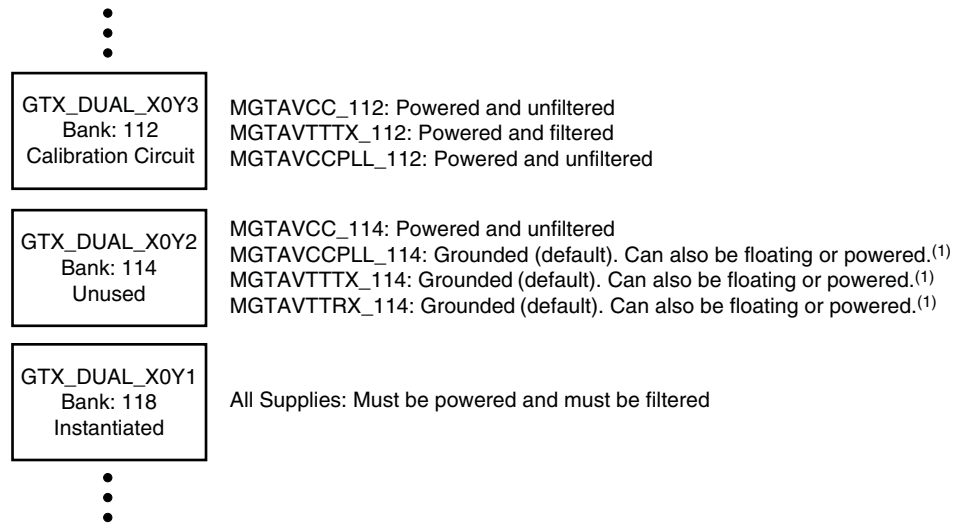 GTX_DUAL_X0Y3
Bank: 112
Calibration Circuit
MGTAVCC_112: Powered and unfiltered
MGTAVTTTX_112: Powered and filtered
MGTAVCCPLL_112: Powered and unfiltered
GTX_DUAL_X0Y2
Bank: 114
Unused
MGTAVCC_114: Powered and unfiltered
MGTAVCCPLL_114: Grounded (default). Can also be floating or powered.(1)
MGTAVTTTX_114: Grounded (default). Can also be floating or powered.(1)
MGTAVTTRX_114: Grounded (default). Can also be floating or powered.(1)
GTX_DUAL_X0Y1
Bank: 118
Instantiated
All Supplies: Must be powered and must be filtered